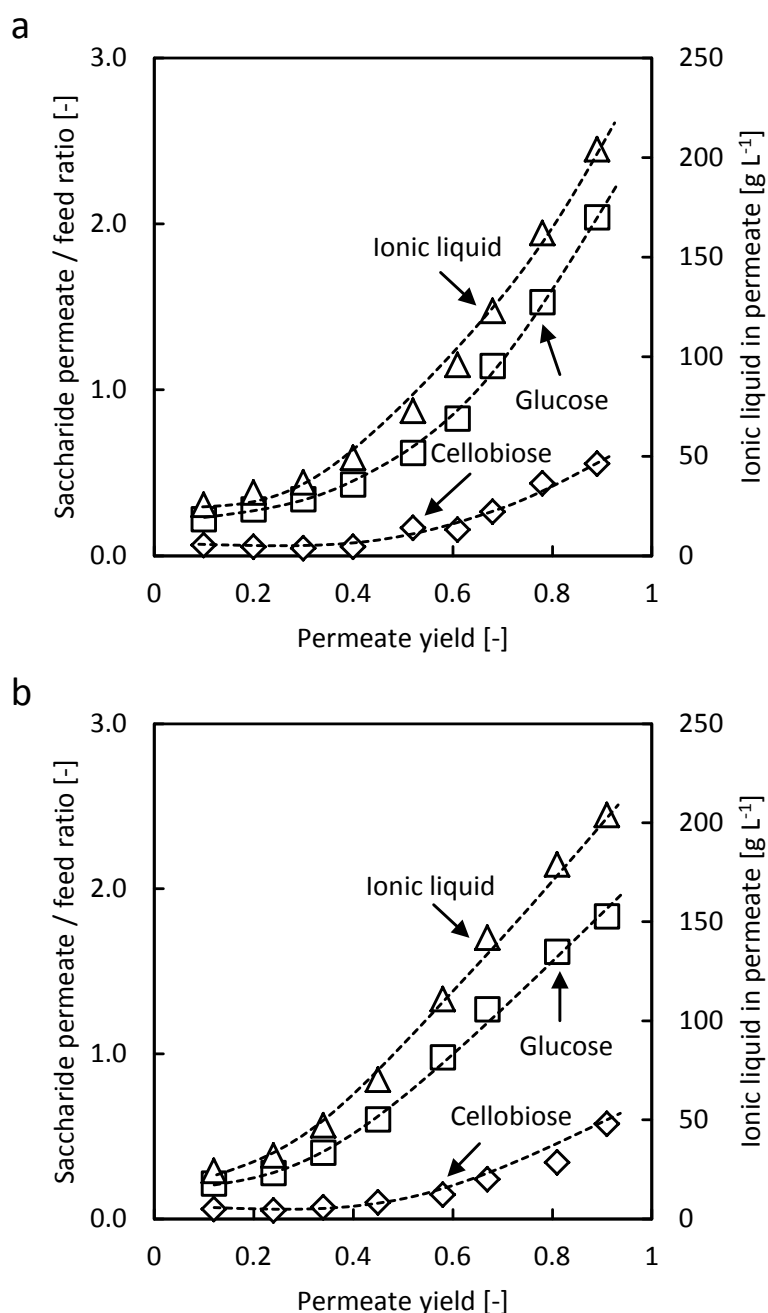 a
Saccharide permeate / feed ratio [-]
3.0
2.0
1.0
0.0
250
200
150
100
50
0
Ionic liquid in permeate [g L⁻¹]
Ionic liquid
Glucose
Cellobiose
0 0.2 0.4 0.6 0.8 1
Permeate yield [-]
b
Saccharide permeate / feed ratio [-]
3.0
2.0
1.0
0.0
250
200
150
100
50
0
Ionic liquid in permeate [g L⁻¹]
Ionic liquid
Glucose
Cellobiose
0 0.2 0.4 0.6 0.8 1
Permeate yield [-]